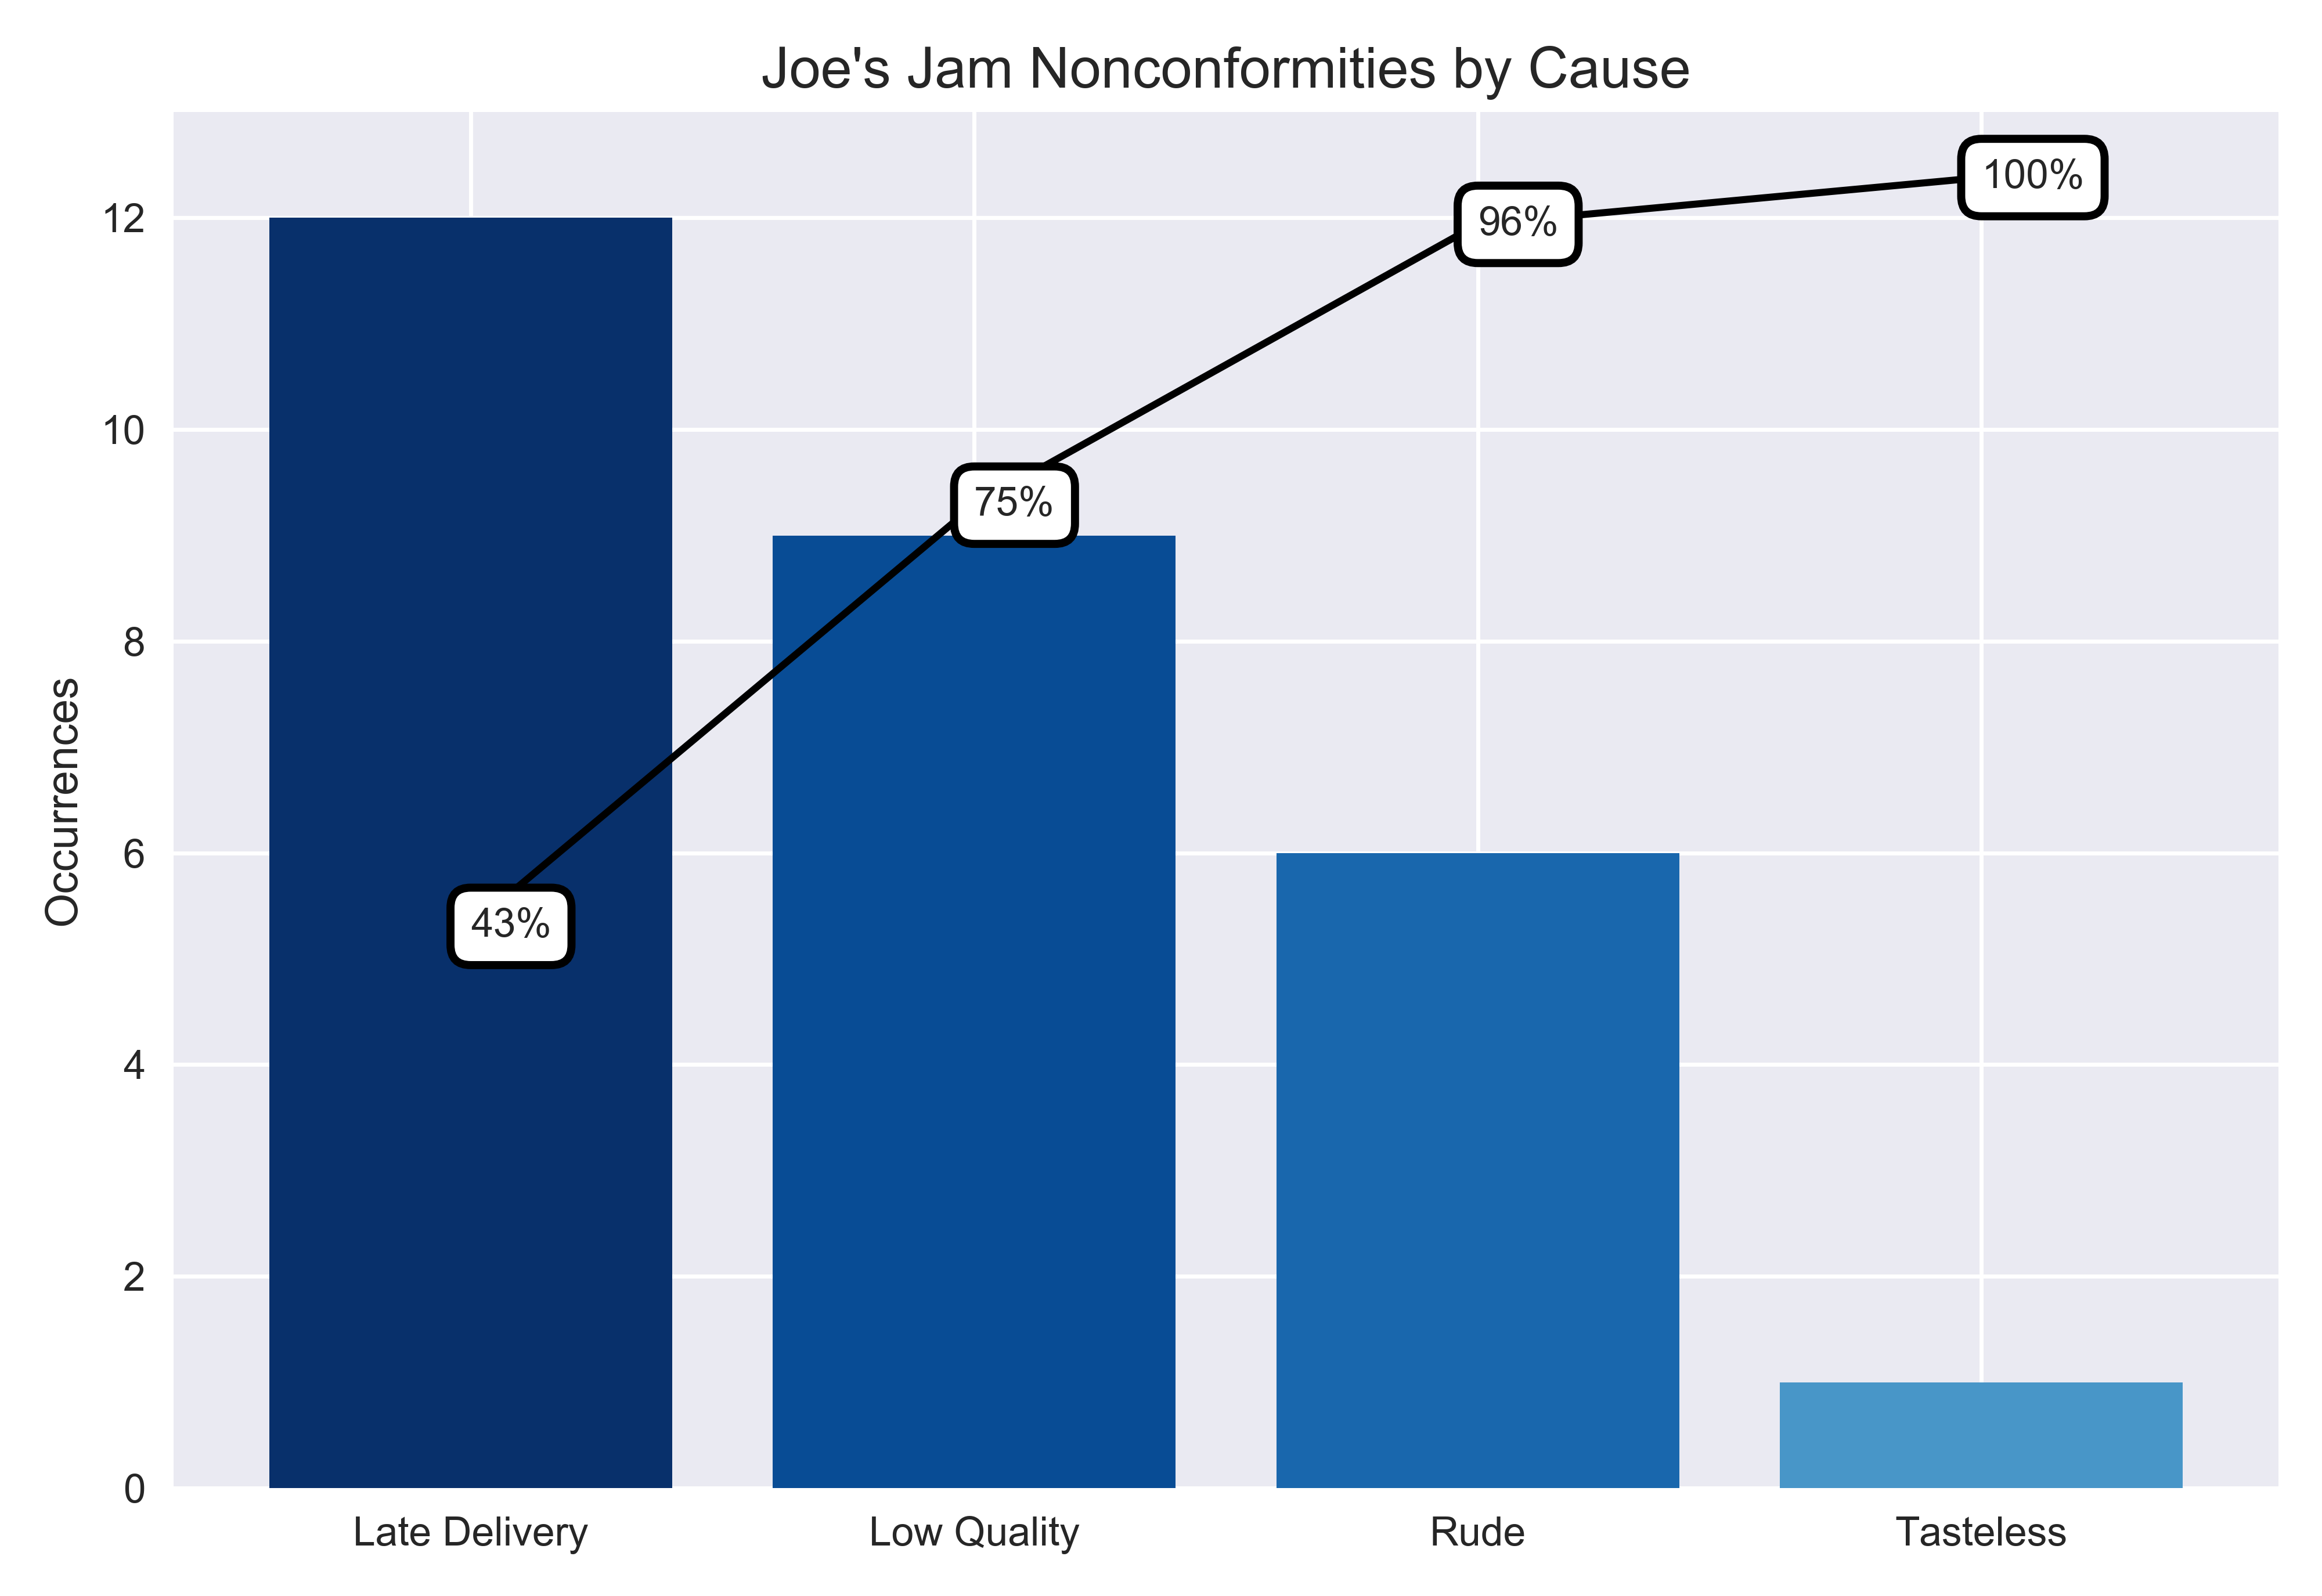 Joe's Jam Nonconformities by Cause
Occurrences
12
10
8
6
4
2
0
43%
75%
96%
100%
Late Delivery
Low Quality
Rude
Tasteless